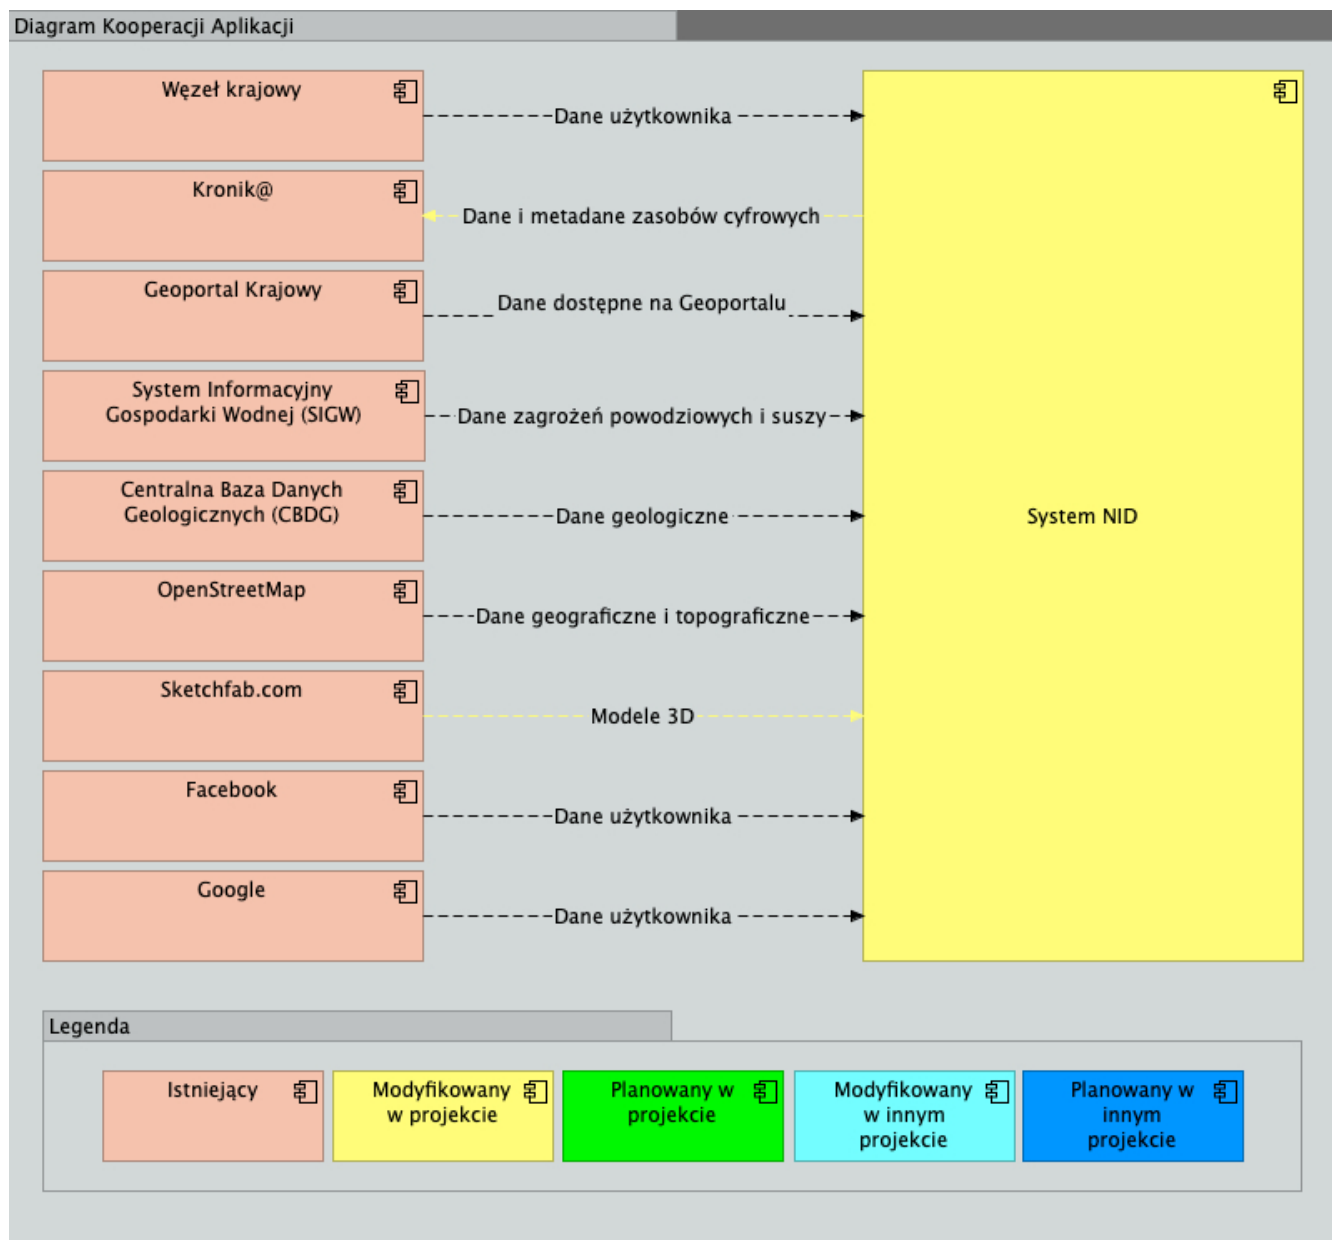 Diagram Kooperacji Aplikacji
Węzeł krajowy
Dane użytkownika
Kronik@
Dane i metadane zasobów cyfrowych
Geoportal Krajowy
Dane dostępne na Geoportalu
System Informacyjny
Gospodarki Wodnej (SIGW)
Dane zagrożeń powodziowych i suszy
Centralna Baza Danych
Geologicznych (CBDG)
Dane geologiczne
System NID
OpenStreetMap
Dane geograficzne i topograficzne
Sketchfab.com
Modele 3D
Facebook
Dane użytkownika
Google
Dane użytkownika
Legenda
Istniejący
Modyfikowany
w projekcie
Planowany w
projekcie
Modyfikowany
w innym
projekcie
Planowany w
innym
projekcie